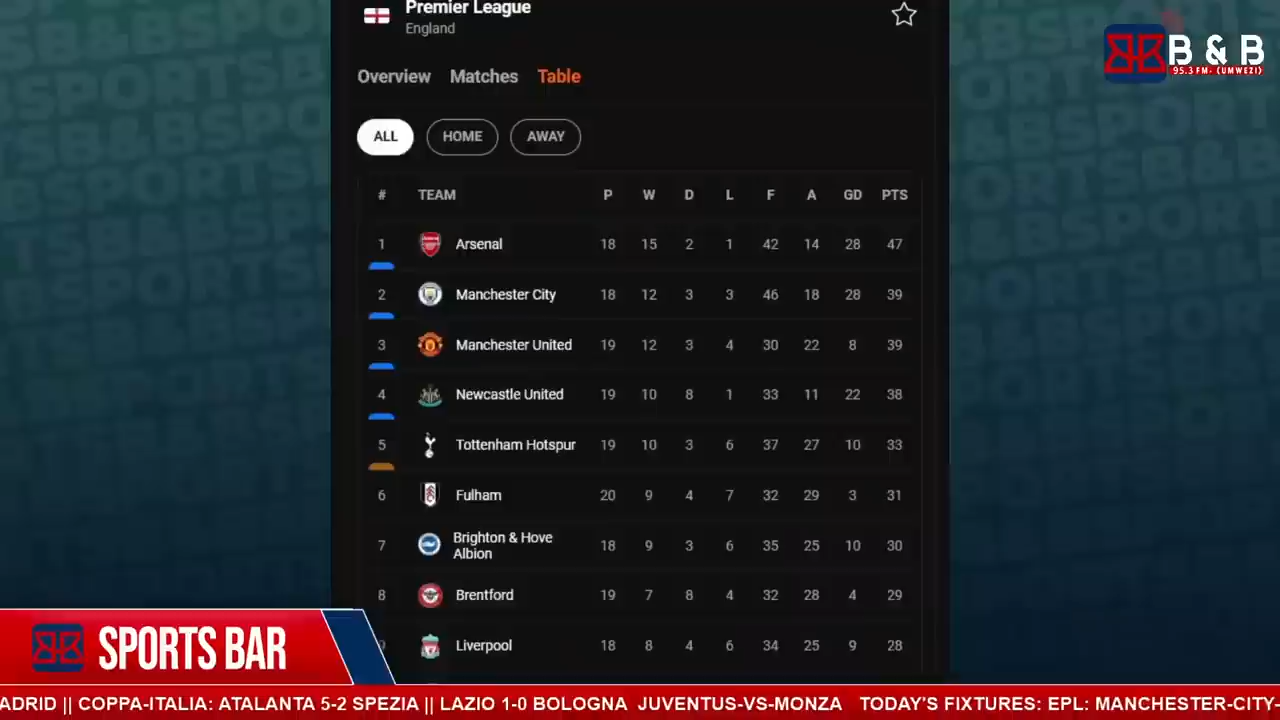 Premier League
England
Overview Matches Table
ALL HOME AWAY
# TEAM P W D L F A GD PTS
1 Arsenal 18 15 2 1 42 14 28 47
2 Manchester City 18 12 3 3 46 18 28 39
3 Manchester United 19 12 3 4 30 22 8 39
4 Newcastle United 19 10 8 1 33 11 22 38
5 Tottenham Hotspur 19 10 3 6 37 27 10 33
6 Fulham 20 9 4 7 32 29 3 31
7 Brighton & Hove Albion 18 9 3 6 35 25 10 30
8 Brentford 19 7 8 4 32 28 4 29
Liverpool 18 8 4 6 34 25 9 28
B & B
95.3 FM- (UMWEZI)
SPORTS BAR
ADRID || COPPA-ITALIA: ATALANTA 5-2 SPEZIA || LAZIO 1-0 BOLOGNA JUVENTUS-VS-MONZA TODAY'S FIXTURES: EPL: MANCHESTER-CITY-